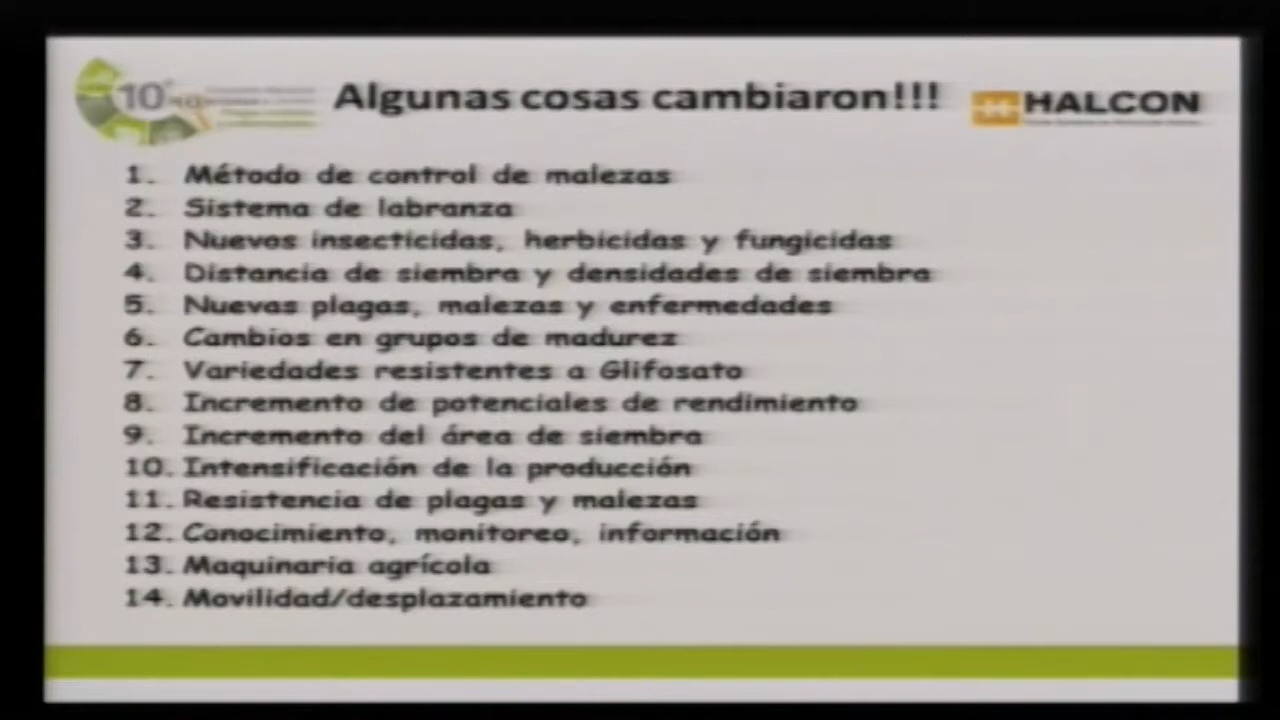 10°
Algunas cosas cambiaron!!!
HALCON
1. Método de control de malezas
2. Sistema de labranza
3. Nuevos insecticidas, herbicidas y fungicidas
4. Distancia de siembra y densidades de siembra
5. Nuevas plagas, malezas y enfermedades
6. Cambios en grupos de madurez
7. Variedades resistentes a Glifosato
8. Incremento de potenciales de rendimiento
9. Incremento del área de siembra
10. Intensificación de la producción
11. Resistencia de plagas y malezas
12. Conocimiento, monitoreo, información
13. Maquinaria agrícola
14. Movilidad/desplazamiento